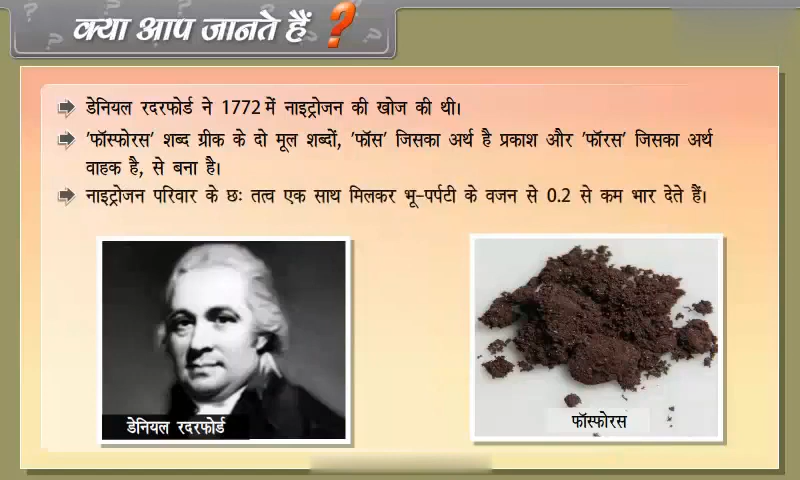 क्या आप जानते हैं ?
डेनियल रदरफोर्ड ने 1772 में नाइट्रोजन की खोज की थी।
'फॉस्फोरस' शब्द ग्रीक के दो मूल शब्दों, 'फॉस' जिसका अर्थ है प्रकाश और 'फॉरस' जिसका अर्थ
वाहक है, से बना है।
नाइट्रोजन परिवार के छः तत्व एक साथ मिलकर भू-पर्पटी के वजन से 0.2 से कम भार देते हैं।
डेनियल रदरफोर्ड
फॉस्फोरस